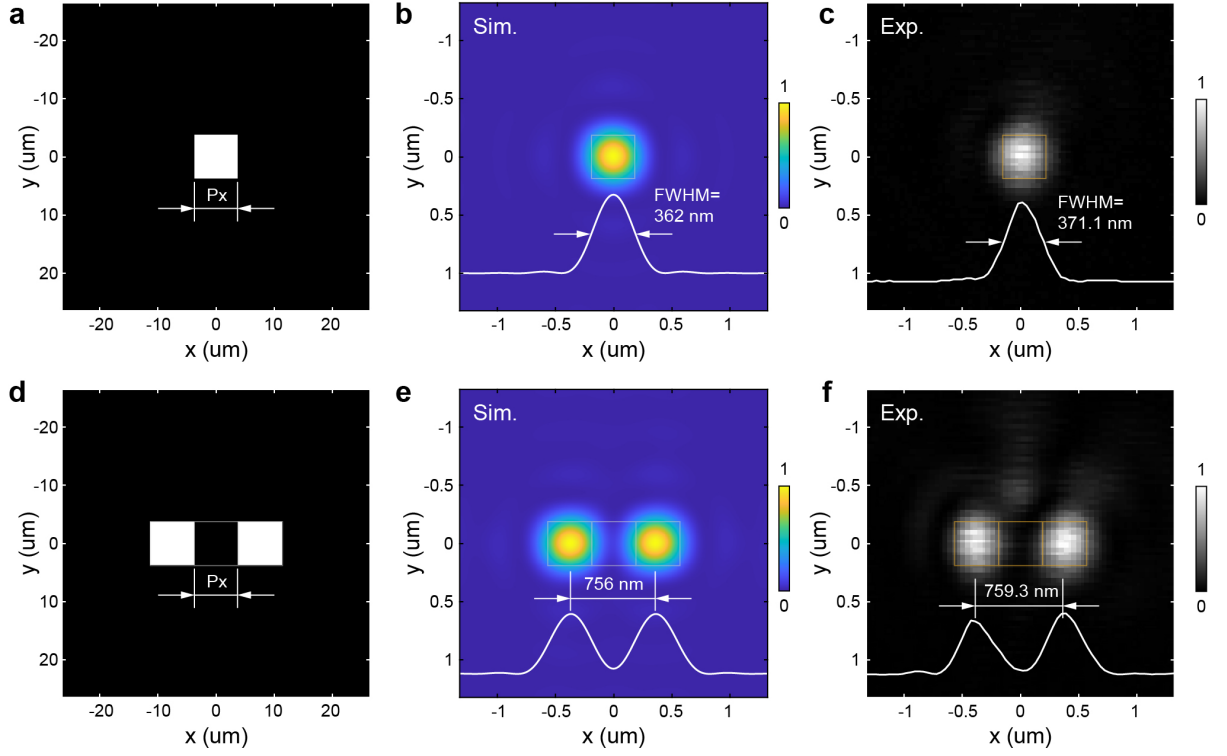 a
-20
-10
0
10
20
y (um)
Px
-20 -10 0 10 20
x (um)
b
Sim.
-1
-0.5
0
0.5
1
y (um)
FWHM=
362 nm
-1 -0.5 0 0.5 1
x (um)
1
0
c
Exp.
-1
-0.5
0
0.5
1
y (um)
FWHM=
371.1 nm
-1 -0.5 0 0.5 1
x (um)
1
0
d
-20
-10
0
10
20
y (um)
Px
-20 -10 0 10 20
x (um)
e
Sim.
-1
-0.5
0
0.5
1
y (um)
756 nm
-1 -0.5 0 0.5 1
x (um)
1
0
f
Exp.
-1
-0.5
0
0.5
1
y (um)
759.3 nm
-1 -0.5 0 0.5 1
x (um)
1
0